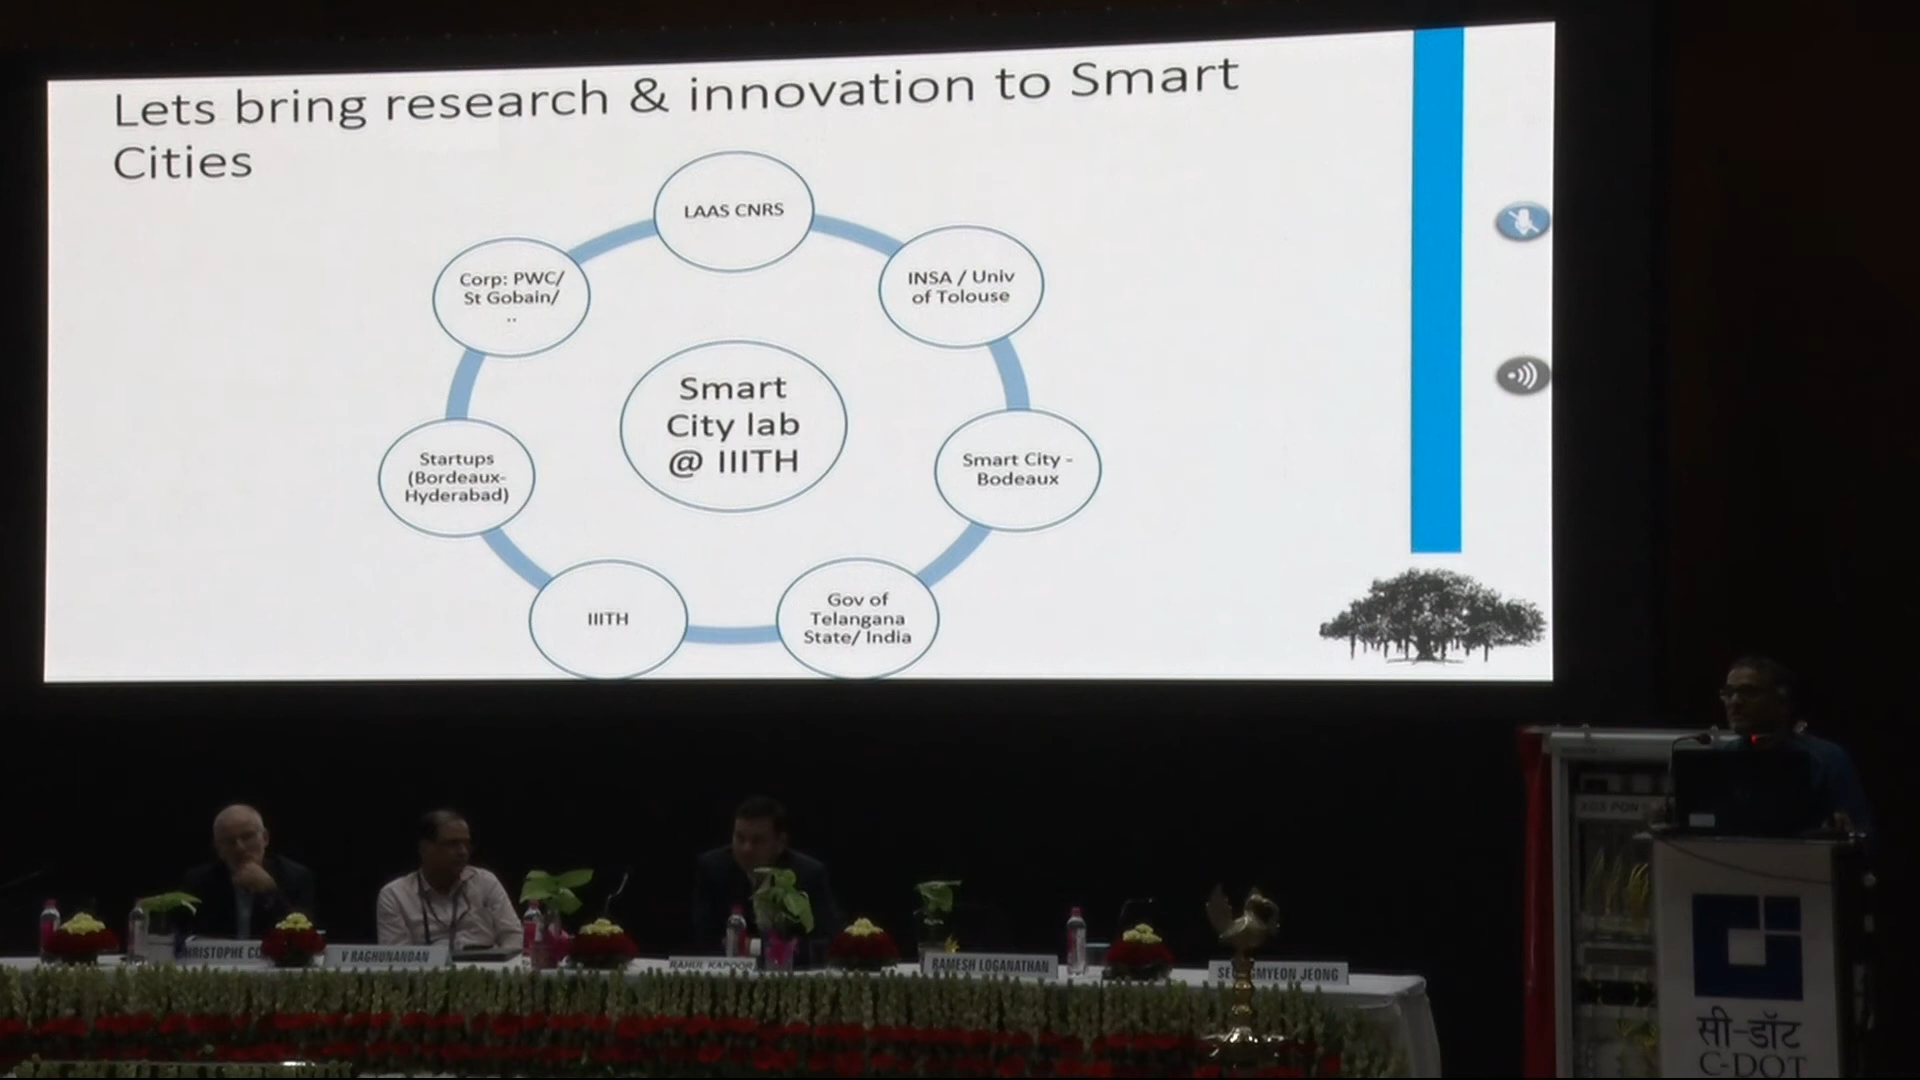 Lets bring research & innovation to Smart
Cities
LAAS CNRS
Corp: PWC/
St Gobain/
..
INSA / Univ
of Tolouse
Smart
City lab
@ IIITH
Startups
(Bordeaux-
Hyderabad)
Smart City -
Bodeaux
IIITH
Gov of
Telangana
State/ India
V RAGHUNANDAN
RAHUL KAPOOR
RAMESH LOGANATHAN
JEONG
सी-डॉट
C-DOT